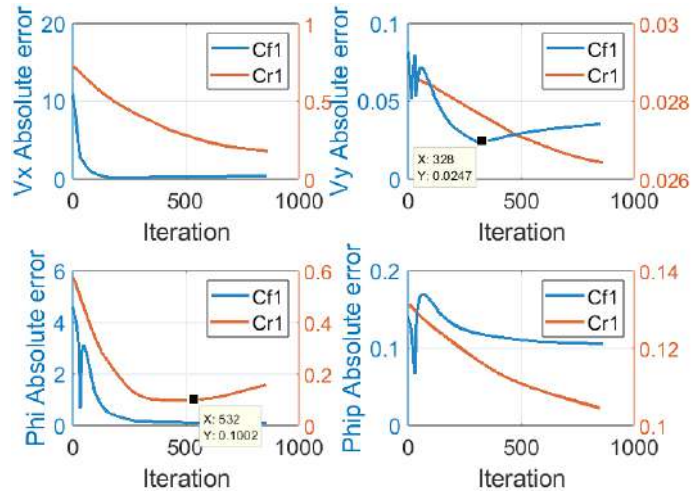 Vx Absolute error
20
10
0
1
0.5
0
Cf1
Cr1
0
500
1000
Iteration
Vy Absolute error
0.1
0.05
0
0.03
0.028
0.026
Cf1
Cr1
X: 328
Y: 0.0247
0
500
1000
Iteration
Phi Absolute error
6
4
2
0
0.6
0.4
0.2
0
Cf1
Cr1
X: 532
Y: 0.1002
0
500
1000
Iteration
Phip Absolute error
0.2
0.1
0
0.14
0.12
0.1
Cf1
Cr1
0
500
1000
Iteration